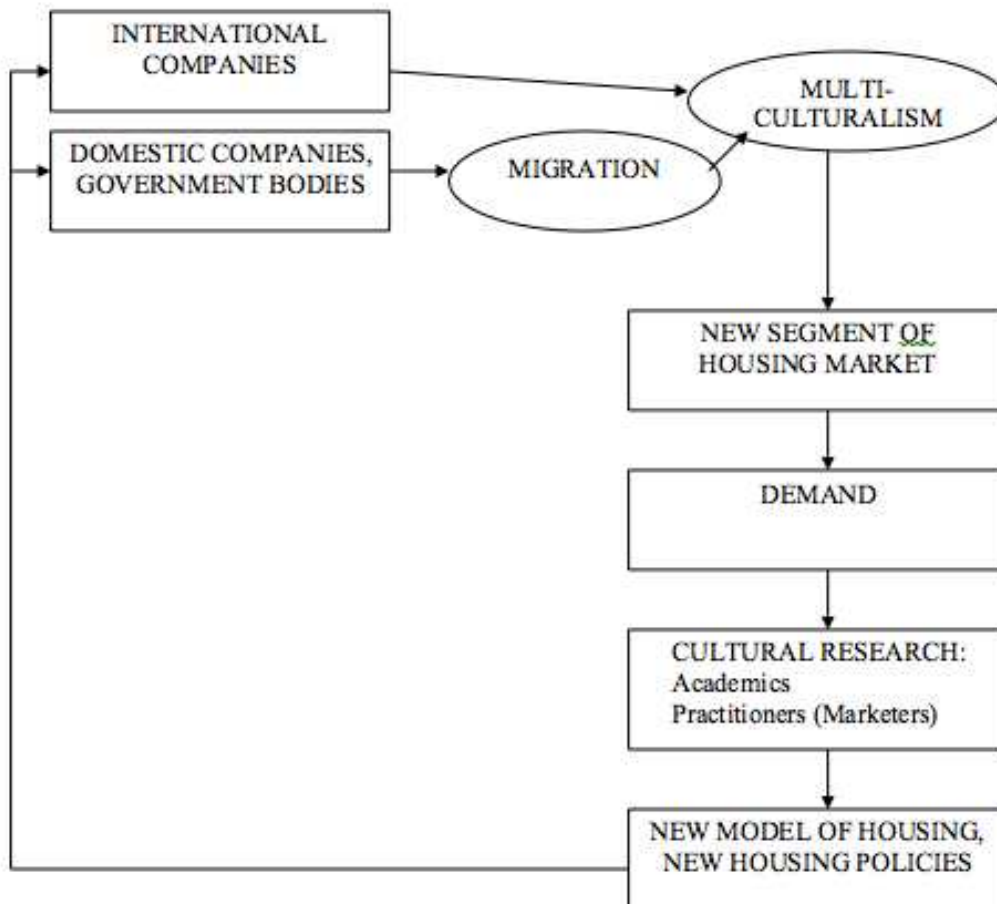 INTERNATIONAL
COMPANIES
MULTI-
CULTURALISM
DOMESTIC COMPANIES,
GOVERNMENT BODIES
MIGRATION
NEW SEGMENT OF
HOUSING MARKET
DEMAND
CULTURAL RESEARCH:
Academics
Practitioners (Marketers)
NEW MODEL OF HOUSING,
NEW HOUSING POLICIES